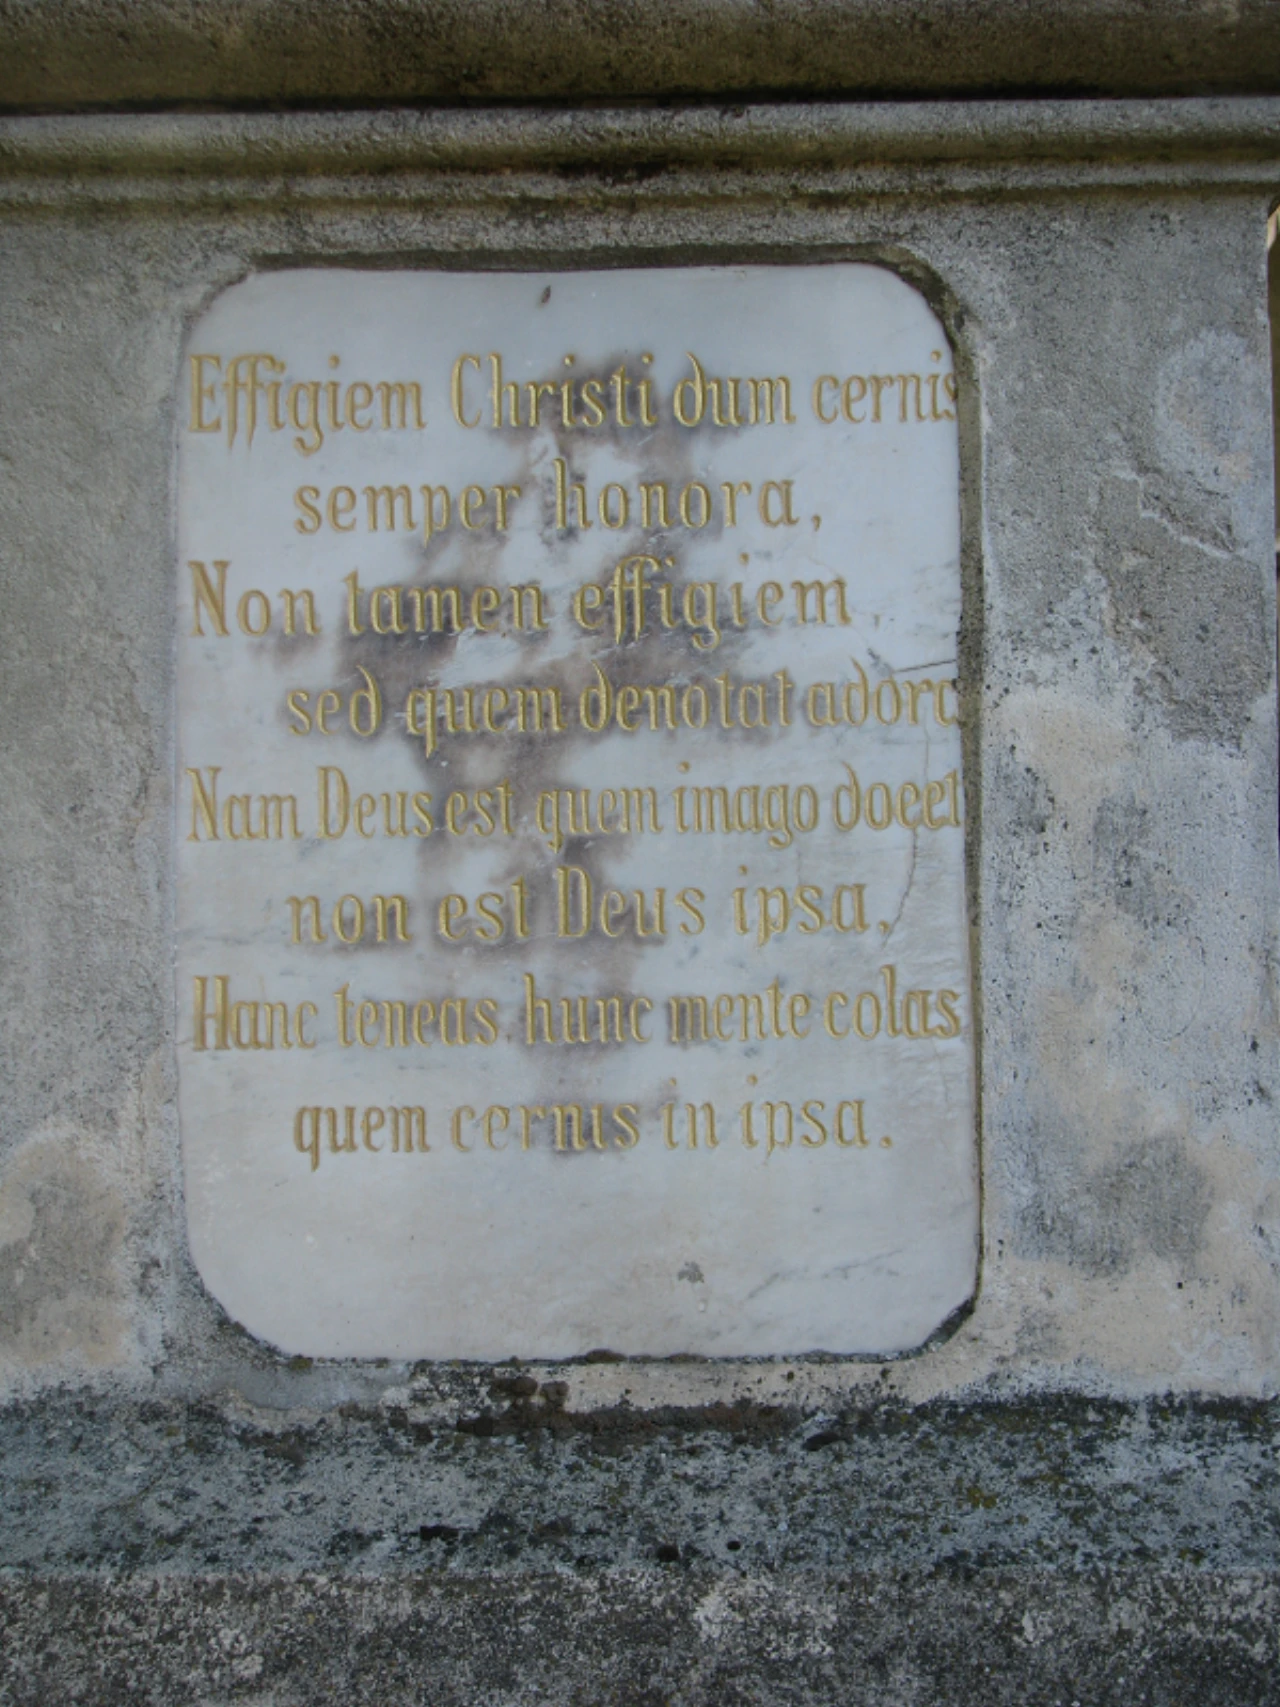 Effigiem Christi dum cernis
semper honora,
Non tamen effigiem,
sed quem denotat adora
Nam Deus est quem imago docet
non est Deus ipsa,
Hanc teneas, hunc mente colas
quem cernis in ipsa.